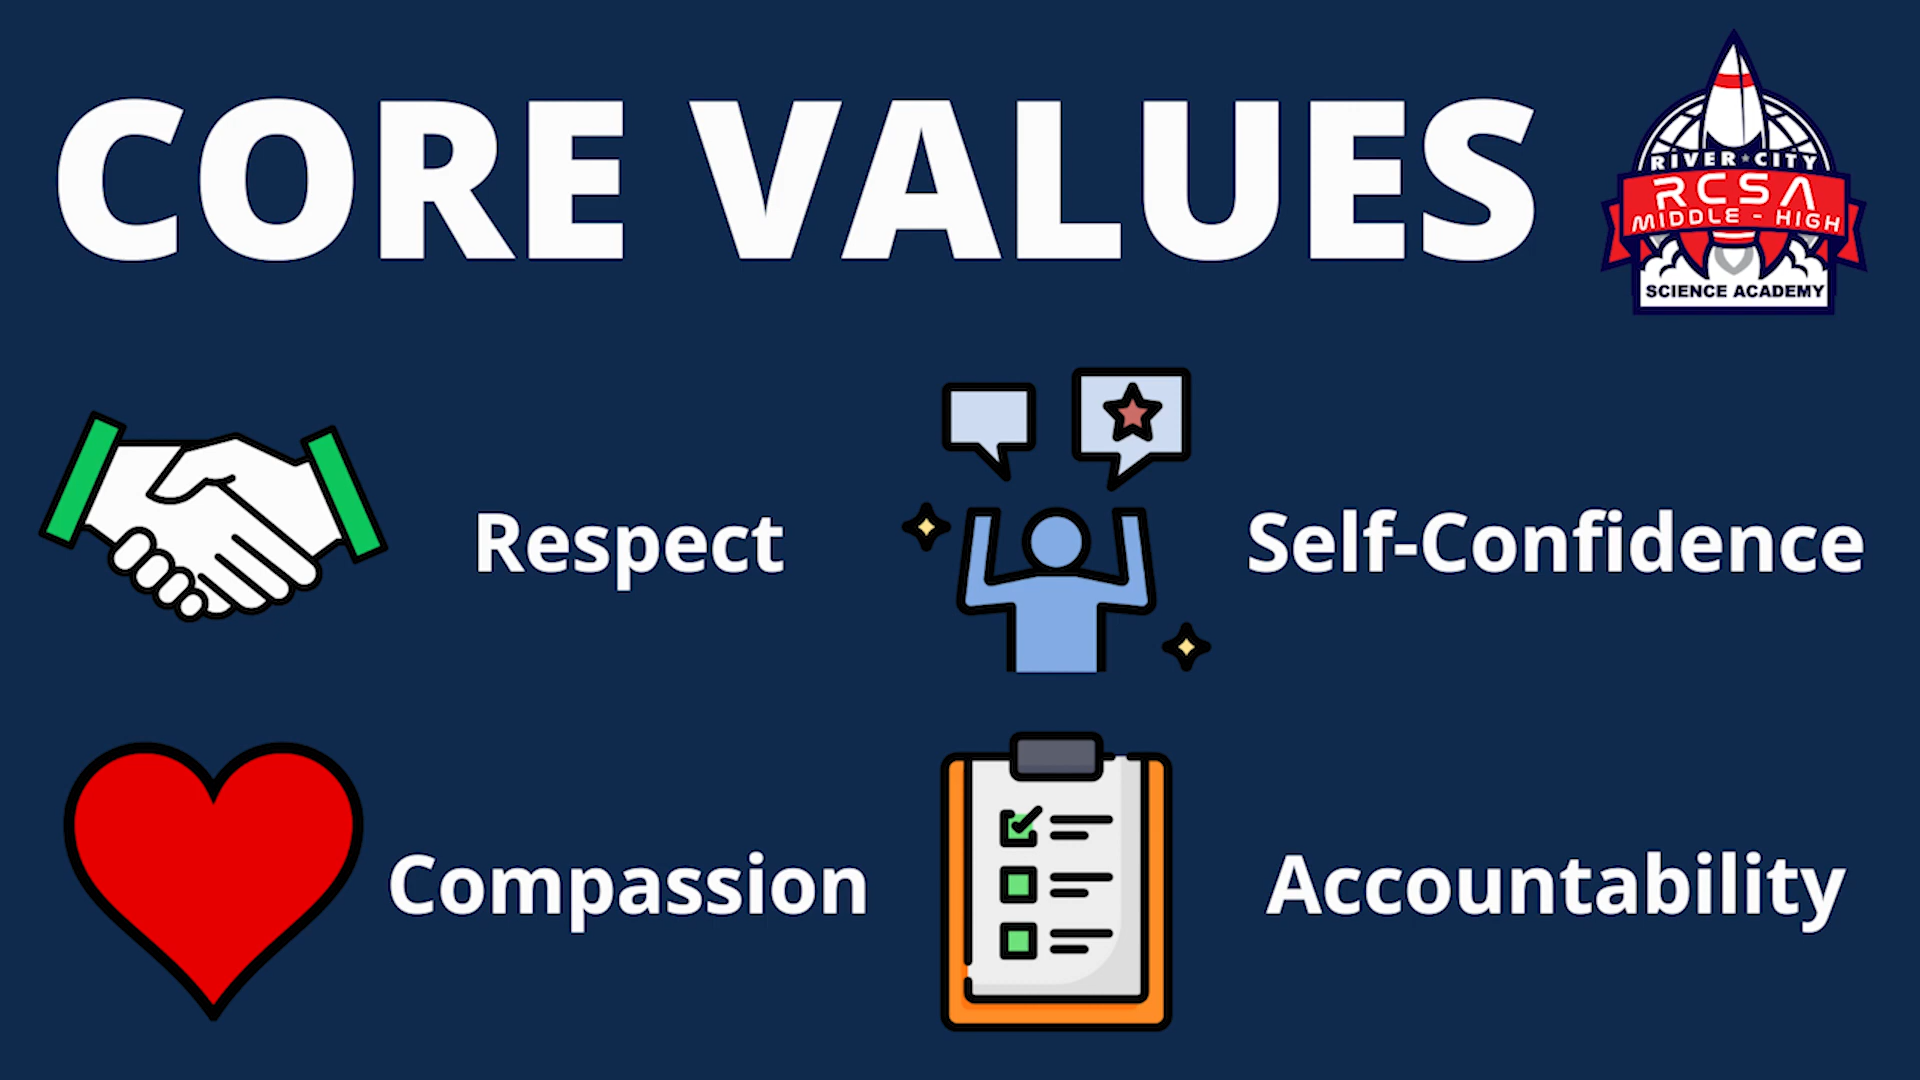 CORE VALUES
RIVER CITY
RCSA
MIDDLE - HIGH
SCIENCE ACADEMY
Respect
Self-Confidence
Compassion
Accountability